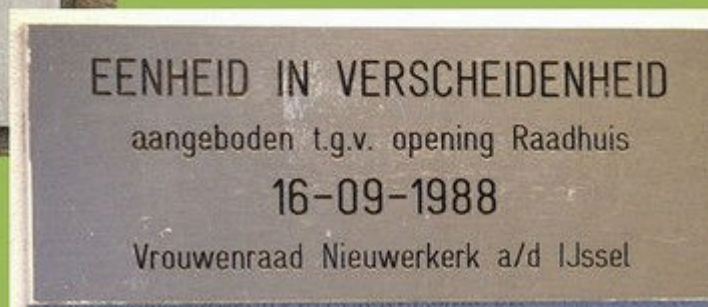 EENHEID IN VERSCHEIDENHEID
aangeboden t.g.v. opening Raadhuis
16-09-1988
Vrouwenraad Nieuwerkerk a/d IJssel